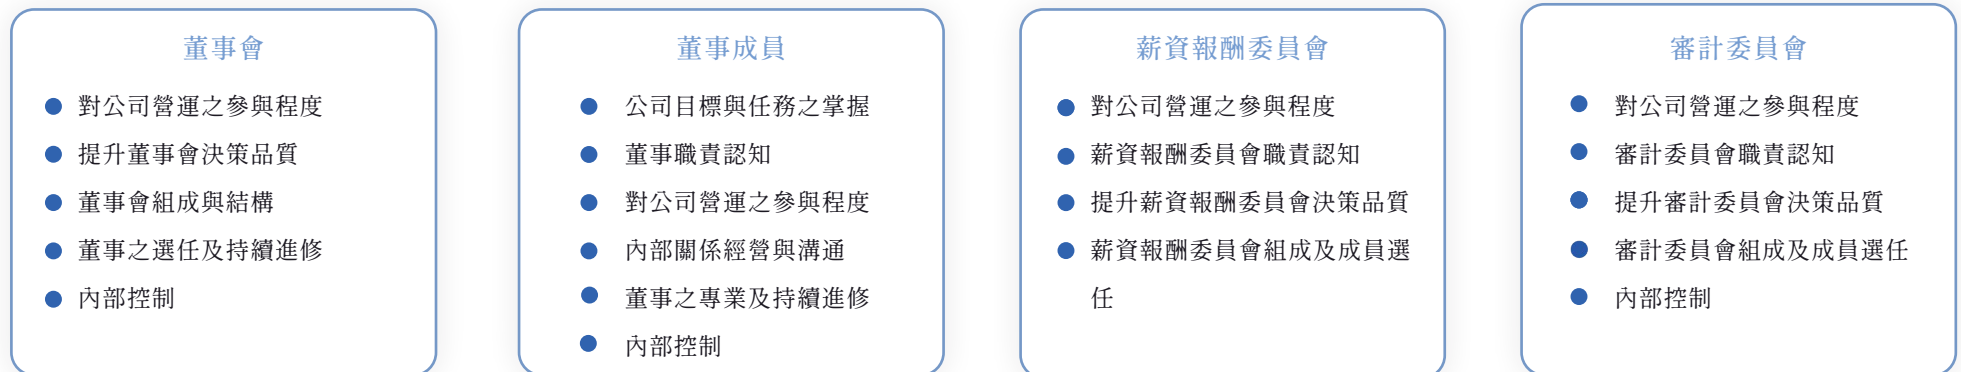 董事會
對公司營運之參與程度
提升董事會決策品質
董事會組成與結構
董事之選任及持續進修
內部控制
董事成員
公司目標與任務之掌握
董事職責認知
對公司營運之參與程度
內部關係經營與溝通
董事之專業及持續進修
內部控制
薪資報酬委員會
對公司營運之參與程度
薪資報酬委員會職責認知
提升薪資報酬委員會決策品質
薪資報酬委員會組成及成員選
任
審計委員會
對公司營運之參與程度
審計委員會職責認知
提升審計委員會決策品質
審計委員會組成及成員選任
內部控制